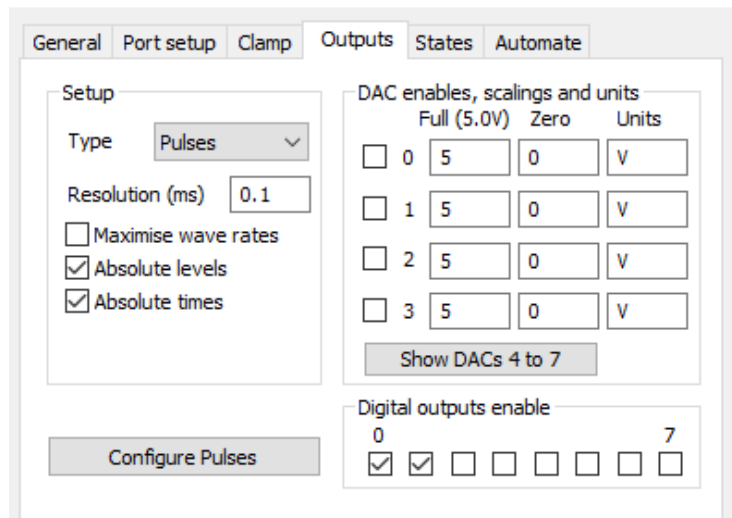 General Port setup Clamp Outputs States Automate
Setup
Type Pulses
Resolution (ms) 0.1
Maximise wave rates
Absolute levels
Absolute times
Configure Pulses
DAC enables, scalings and units
Full (5.0V) Zero Units
0 5 0 V
1 5 0 V
2 5 0 V
3 5 0 V
Show DACs 4 to 7
Digital outputs enable
0 7